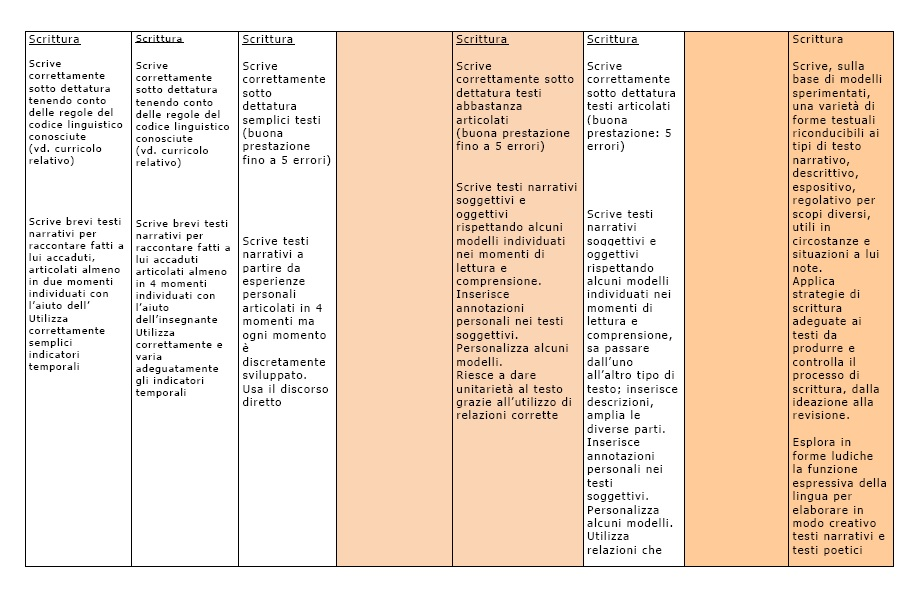 Scrittura
Scrive
correttamente
sotto dettatura
tenendo conto
delle regole del
codice linguistico
conosciute
(vd. curricolo
relativo)
Scrive brevi testi
narrativi per
raccontare fatti a
lui accaduti,
articolati almeno
in due momenti
individuati con
l'aiuto dell'
Utilizza
correttamente
semplici
indicatori
temporali
Scrittura
Scrive
correttamente
sotto dettatura
tenendo conto
delle regole del
codice linguistico
conosciute
(vd. curricolo
relativo)
Scrive brevi testi
narrativi per
raccontare fatti a
lui accaduti
articolati almeno
in 4 momenti
individuati con
l'aiuto
dell'insegnante
Utilizza
correttamente e
varia
adeguatamente
gli indicatori
temporali
Scrittura
Scrive
correttamente
sotto
dettatura
semplici testi
(buona
prestazione
fino a 5 errori)
Scrive testi
narrativi a
partire da
esperienze
personali
articolati in 4
momenti ma
ogni momento
è
discretamente
sviluppato.
Usa il discorso
diretto
Scrittura
Scrive
correttamente sotto
dettatura testi
abbastanza
articolati
(buona prestazione
fino a 5 errori)
Scrive testi narrativi
soggettivi e
oggettivi
rispettando alcuni
modelli individuati
nei momenti di
lettura e
comprensione.
Inserisce
annotazioni
personali nei testi
soggettivi.
Personalizza alcuni
modelli.
Riesce a dare
unitarietà al testo
grazie all'utilizzo di
relazioni corrette
Scrittura
Scrive
correttamente
sotto dettatura
testi articolati
(buona
prestazione: 5
errori)
Scrive testi
narrativi
soggettivi e
oggettivi
rispettando
alcuni modelli
individuati nei
momenti di
lettura e
comprensione,
sa passare
dall'uno
all'altro tipo di
testo; inserisce
descrizioni,
amplia le
diverse parti.
Inserisce
annotazioni
personali nei
testi
soggettivi.
Personalizza
alcuni modelli.
Utilizza
relazioni che
Scrittura
Scrive, sulla
base di modelli
sperimentati,
una varietà di
forme testuali
riconducibili ai
tipi di testo
narrativo,
descrittivo,
espositivo,
regolativo per
scopi diversi,
utili in
circostanze e
situazioni a lui
note.
Applica
strategie di
scrittura
adeguate ai
testi da
produrre e
controlla il
processo di
scrittura, dalla
ideazione alla
revisione.
Esplora in
forme ludiche
la funzione
espressiva della
lingua per
elaborare in
modo creativo
testi narrativi e
testi poetici